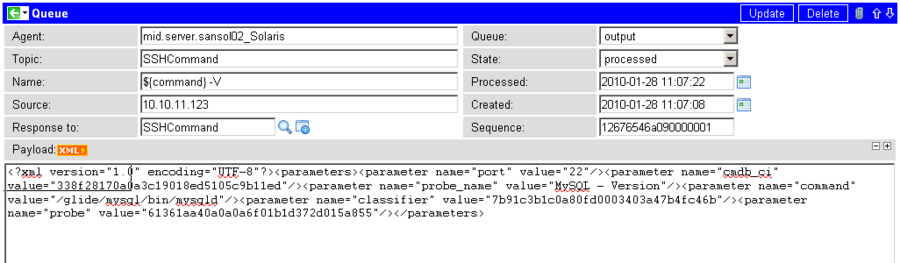 Queue Update Delete
Agent: mid.server.sansol02_Solaris Queue: output
Topic: SSHCommand State: processed
Name: ${command} -V Processed: 2010-01-28 11:07:22
Source: 10.10.11.123 Created: 2010-01-28 11:07:08
Response to: SSHCommand Sequence: 12676546a090000001
Payload: XML
<?xml version="1.0" encoding="UTF-8"?><parameters><parameter name="port" value="22"/><parameter name="cmdb_ci"
value="338f28170a0a3c19018ed5105c9b11ed"/><parameter name="probe_name" value="MySQL - Version"/><parameter name="command"
value="/glide/mysql/bin/mysqld"/><parameter name="classifier" value="7b91c3b1c0a80fd0003403a47b4fc46b"/><parameter
name="probe" value="61361aa40a0a0a6f01b1d372d015a855"/></parameters>